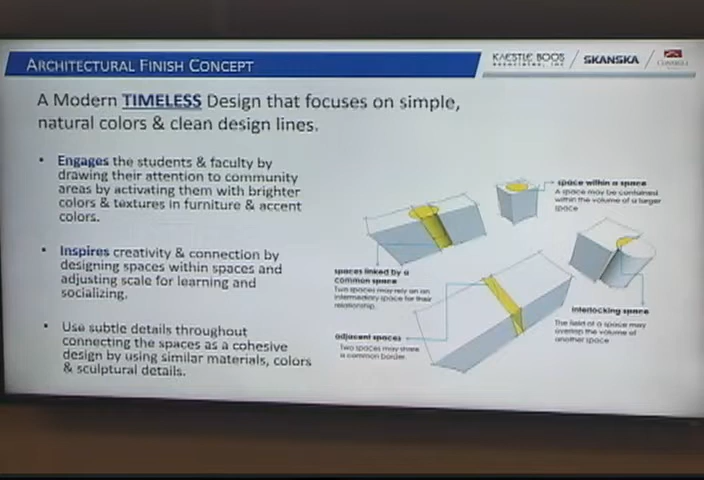 ARCHITECTURAL FINISH CONCEPT
KAESTLE BOOS
associates, inc
SKANSKA
A Modern TIMELESS Design that focuses on simple,
natural colors & clean design lines.
• Engages the students & faculty by
drawing their attention to community
areas by activating them with brighter
colors & textures in furniture & accent
colors.
• Inspires creativity & connection by
designing spaces within spaces and
adjusting scale for learning and
socializing.
• Use subtle details throughout
connecting the spaces as a cohesive
design by using similar materials, colors
& sculptural details.
space within a space
A space may be contained
within the volume of a larger
space
spaces linked by a
common space
Two spaces may rely on an
intermediary space for their
relationship.
interlocking space
The field of a space may
overlap the volume of
another space
adjacent spaces
Two spaces may share
a common border.